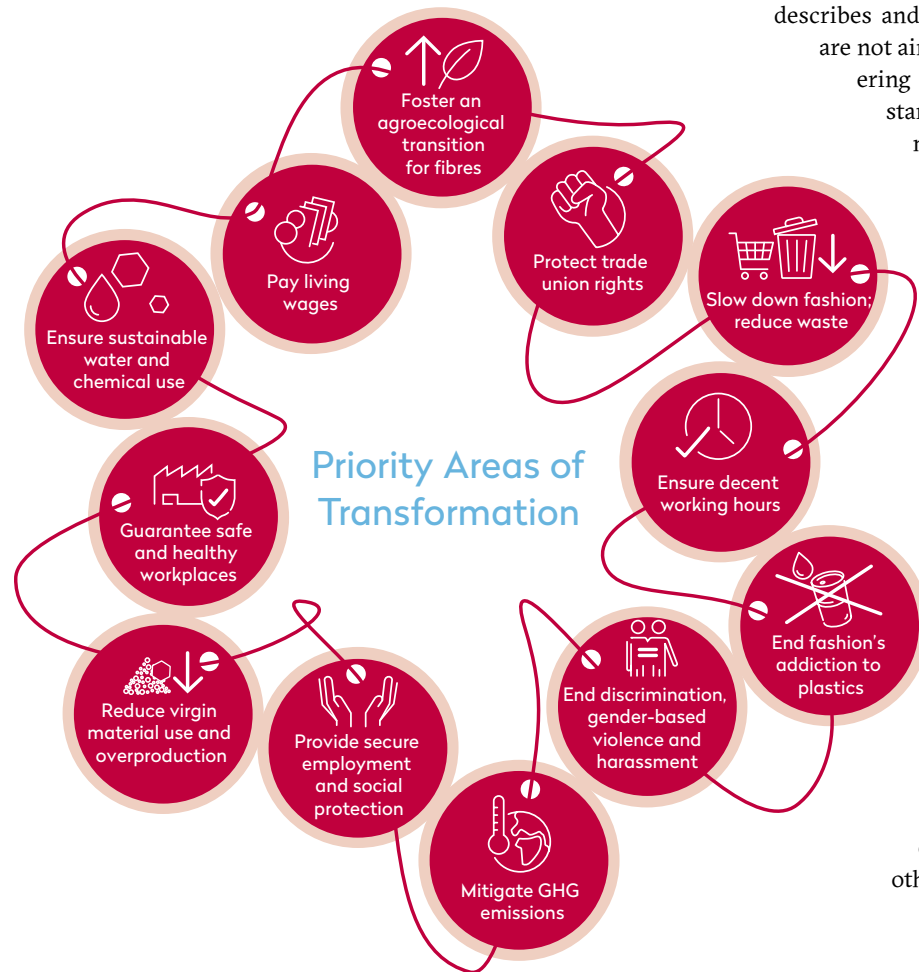 describes and
are not
ering
Foster an
agroecological
transition
for fibres
Protect trade
union rights
Slow down fashion;
reduce waste
Ensure decent
working hours
End fashion's
addiction to
plastics
End discrimination,
gender-based
violence and
harassment
Mitigate GHG
emissions
Provide secure
employment
and social
protection
Reduce virgin
material use and
overproduction
Guarantee safe
and healthy
workplaces
Ensure sustainable
water and
chemical use
Pay living
wages
Priority Areas of
Transformation
oth